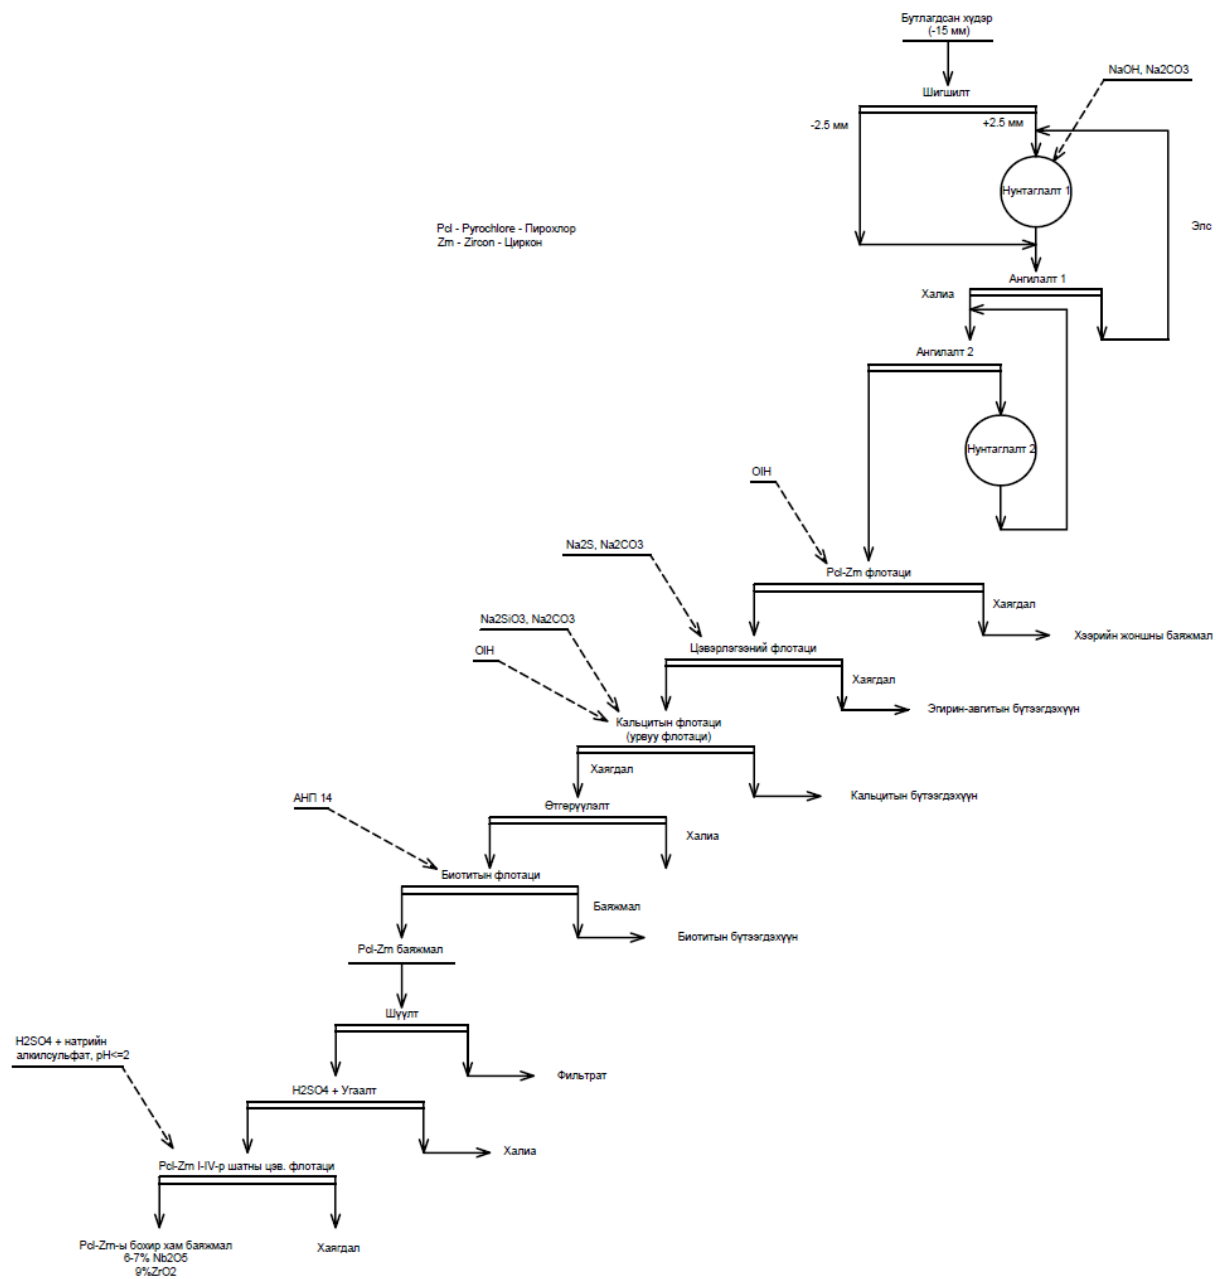 Бутлагдсан хүдэр
(-15 мм)
NaOH, Na2CO3
Шигшилт
-2.5 мм
+2.5 мм
Нунтаглалт 1
Pcl - Pyrochlore - Пирохлор
Zrn - Zircon - Циркон
Элс
Ангилалт 1
Халиа
Ангилалт 2
Нунтаглалт 2
OIH
Na2S, Na2CO3
Pcl-Zrn флотаци
Хаягдал
Na2SiO3, Na2CO3
Хээрийн жоншны баяжмал
OIH
Цэвэрлэгээний флотаци
Хаягдал
Эгирин-авгитын бүтээгдэхүүн
Кальцитын флотаци
(урвуу флотаци)
Хаягдал
Кальцитын бүтээгдэхүүн
АНП 14
Өтгөрүүлэлт
Халиа
Биотитын флотаци
Баяжмал
Биотитын бүтээгдэхүүн
Pcl-Zrn баяжмал
Шүүлт
H2SO4 + натрийн
алкилсульфат, pH<=2
Фильтрат
H2SO4 + Угаалт
Халиа
Pcl-Zrn I-IV-р шатны цэв. флотаци
Pcl-Zrn-ы бохир хам баяжмал
6-7% Nb2O5
9%ZrO2
Хаягдал